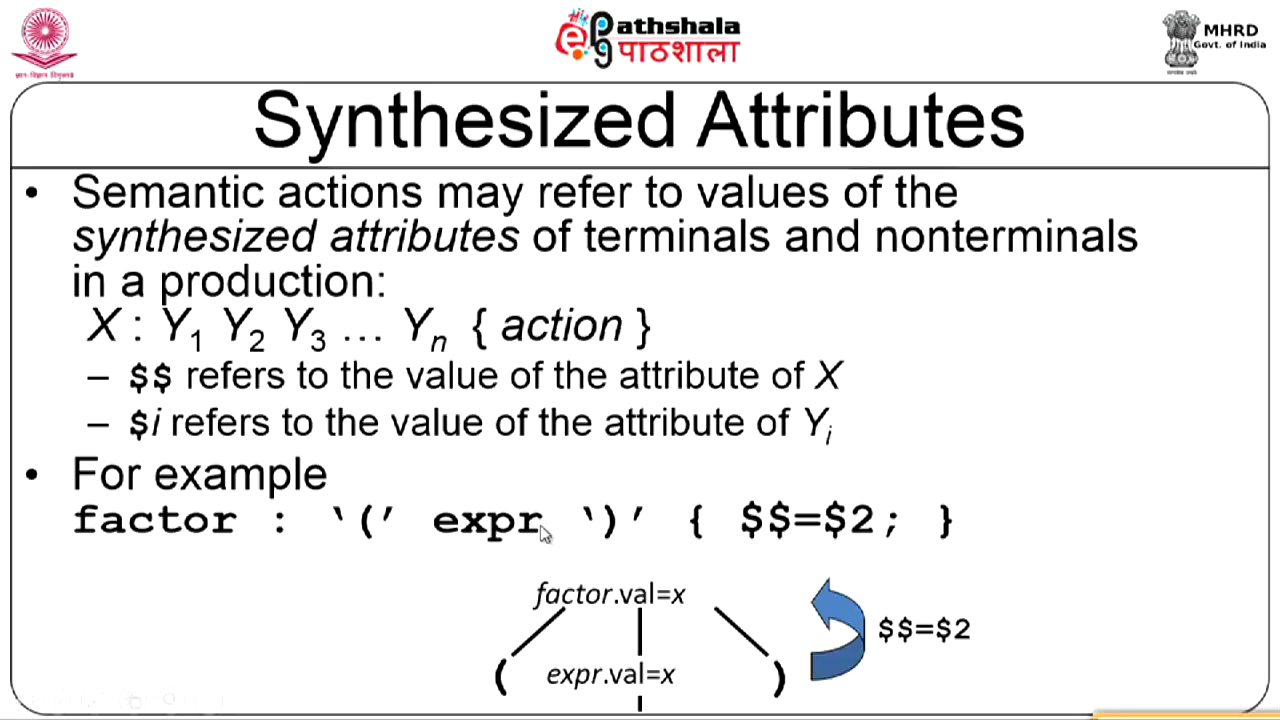 ePGpathshala
पाठशाला
MHRD
Govt. of India
Synthesized Attributes
• Semantic actions may refer to values of the
synthesized attributes of terminals and nonterminals
in a production:
X : Y1 Y2 Y3 … Yn { action }
– $$ refers to the value of the attribute of X
– $i refers to the value of the attribute of Yi
• For example
factor : ‘(’ expr ‘)’ { $$=$2; }
factor.val=x
$$=$2
( expr.val=x )